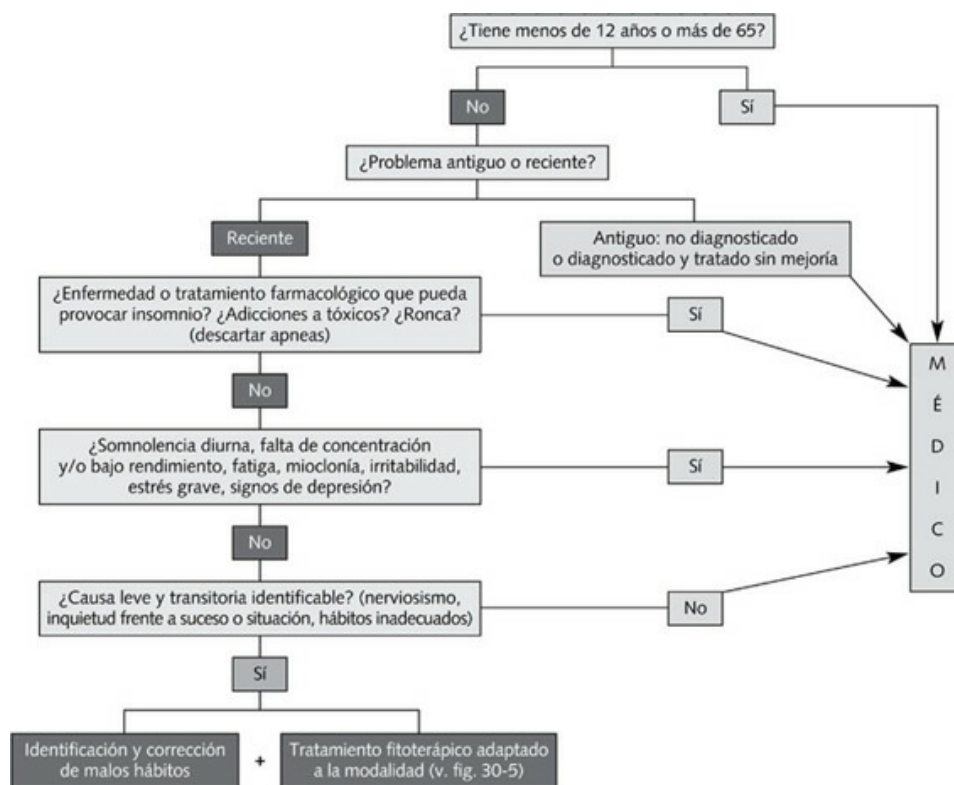 ¿Tiene menos de 12 años o más de 65?
No
Sí
¿Problema antiguo o reciente?
Reciente
Antiguo: no diagnosticado
o diagnosticado y tratado sin mejoría
¿Enfermedad o tratamiento farmacológico que pueda
provocar insomnio? ¿Adicciones a tóxicos? ¿Ronca?
(descartar apneas)
Sí
No
¿Somnolencia diurna, falta de concentración
y/o bajo rendimiento, fatiga, mioclonía, irritabilidad,
estrés grave, signos de depresión?
Sí
No
¿Causa leve y transitoria identificable? (nerviosismo,
inquietud frente a suceso o situación, hábitos inadecuados)
No
Sí
Identificación y corrección
de malos hábitos
+
Tratamiento fitoterápico adaptado
a la modalidad (v. fig. 30-5)
M
É
D
I
C
O